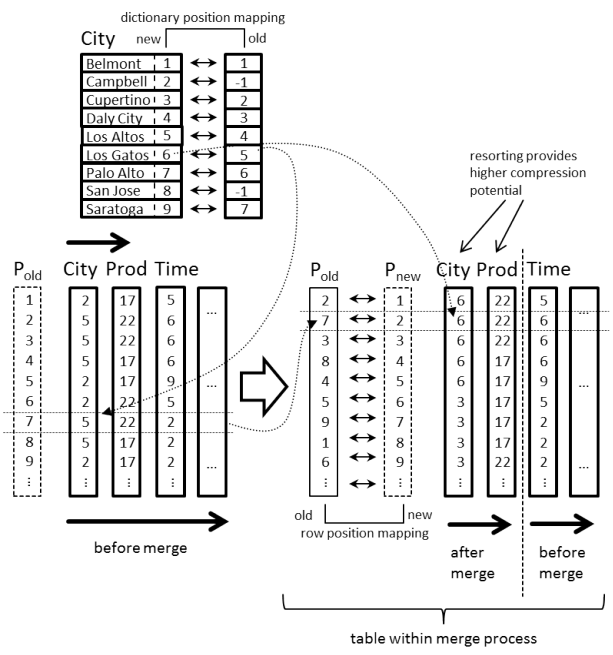 dictionary position mapping
City new old
Belmont 1 ↔ 1
Campbell 2 ↔ -1
Cupertino 3 ↔ 2
Daly City 4 ↔ 3
Los Altos 5 ↔ 4
Los Gatos 6 ↔ 5
Palo Alto 7 ↔ 6
San Jose 8 ↔ -1
Saratoga 9 ↔ 7
resorting provides
higher compression
potential
Pold City Prod Time Pold Pnew City Prod Time
1 2 17 5 ... 2 ↔ 1 6 22 5 ...
2 5 22 6 7 ↔ 2 6 22 6
3 5 22 6 3 ↔ 3 6 22 6
4 5 17 6 8 ↔ 4 6 17 6
5 2 17 9 ... 4 ↔ 5 6 17 9 ...
6 2 22 5 5 ↔ 6 3 17 5
7 5 22 2 9 ↔ 7 3 17 2
8 5 17 2 1 ↔ 8 3 17 2
9 2 17 2 ... 6 ↔ 9 3 22 2 ...
⋮ ⋮ ⋮ ⋮ ⋮ ↔ ⋮ ⋮ ⋮ ⋮
old new
row position mapping
before merge
after
merge
before
merge
table within merge process